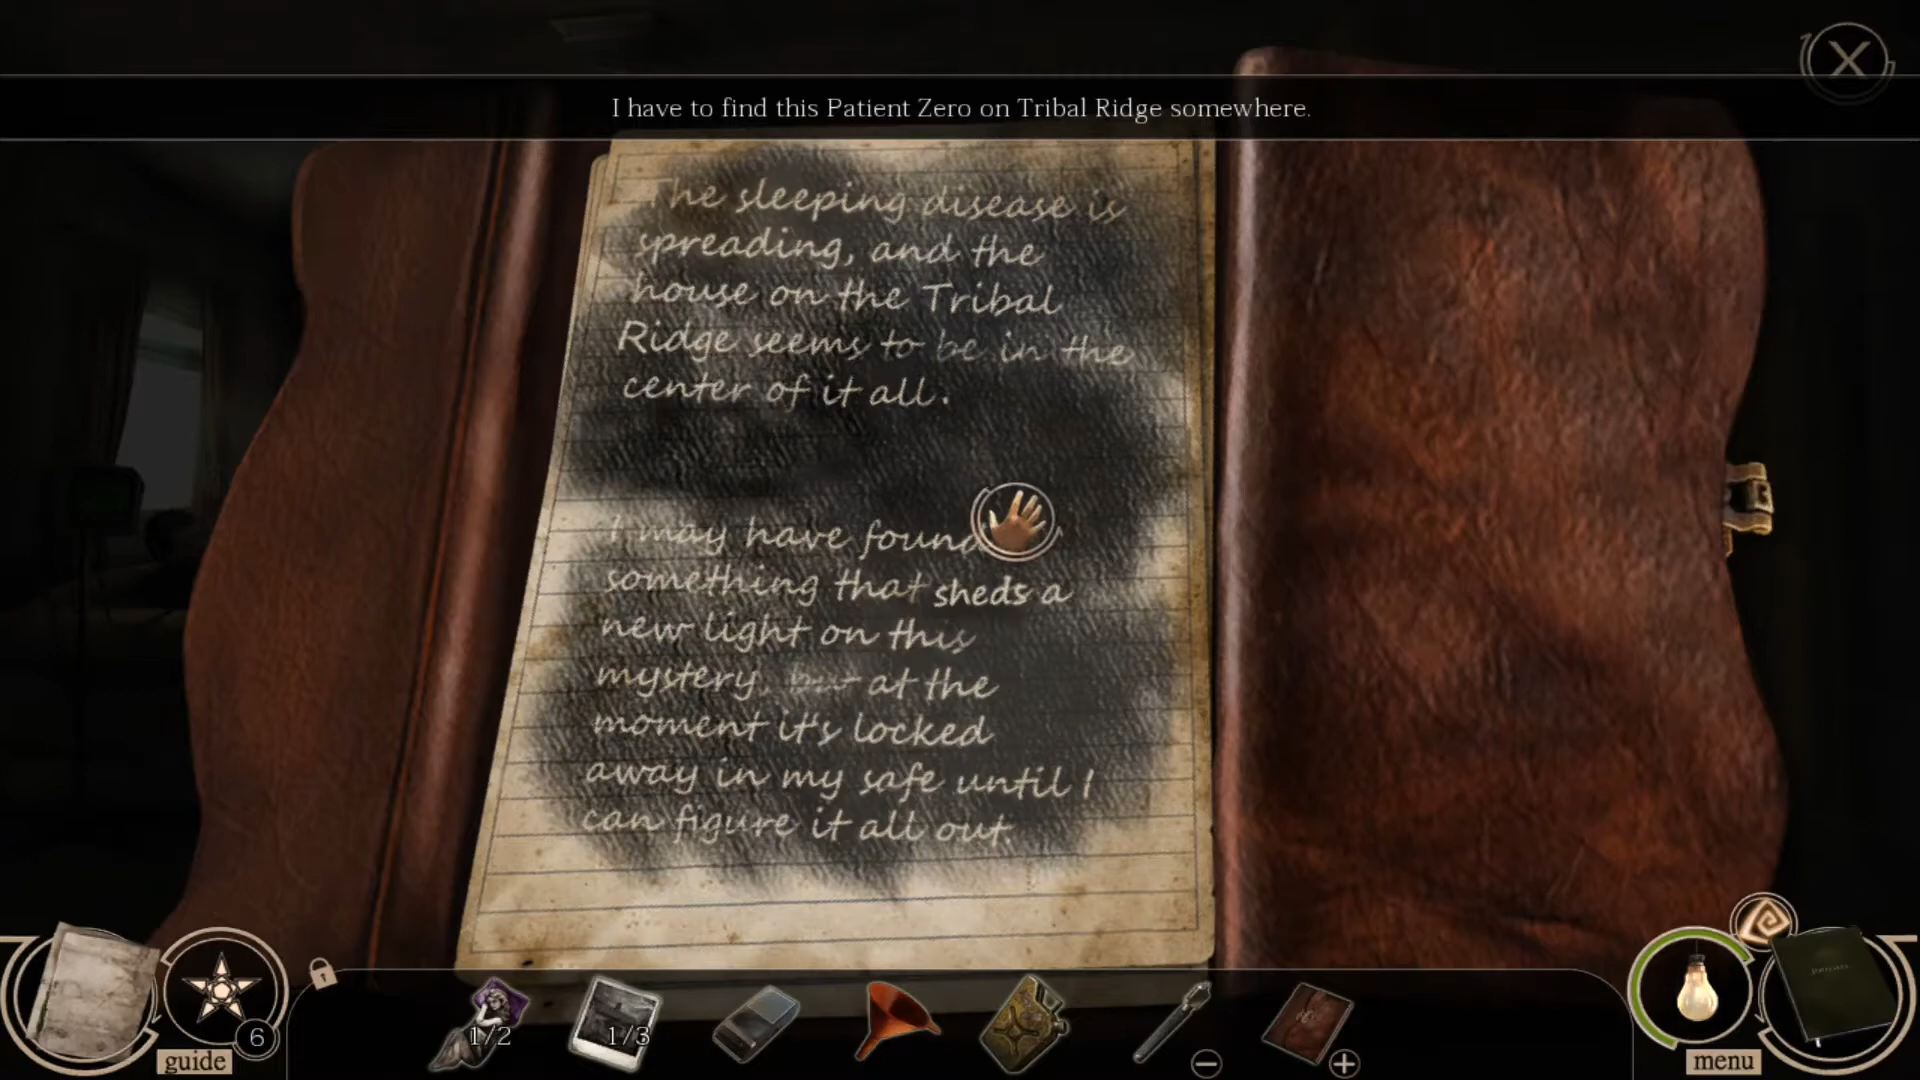 I have to find this Patient Zero on Tribal Ridge somewhere.
X
The sleeping disease is
spreading, and the
house on the Tribal
Ridge seems to be in the
center of it all.
I may have found
something that sheds a
new light on this
mystery, but at the
moment it's locked
away in my safe until I
can figure it all out.
6
guide
1/2
1/3
menu